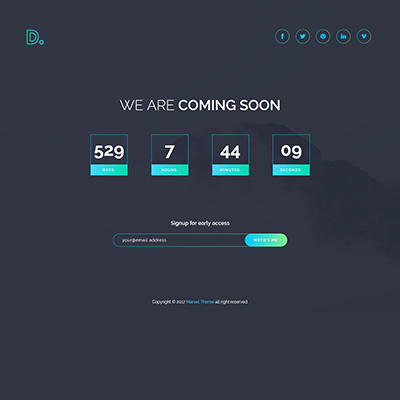 D.
WE ARE COMING SOON
529 7 44 09
DAYS HOURS MINUTES SECONDS
Signup for early access
your@email address NOTIFY ME
Copyright © 2017 Marvel Theme all right reserved.